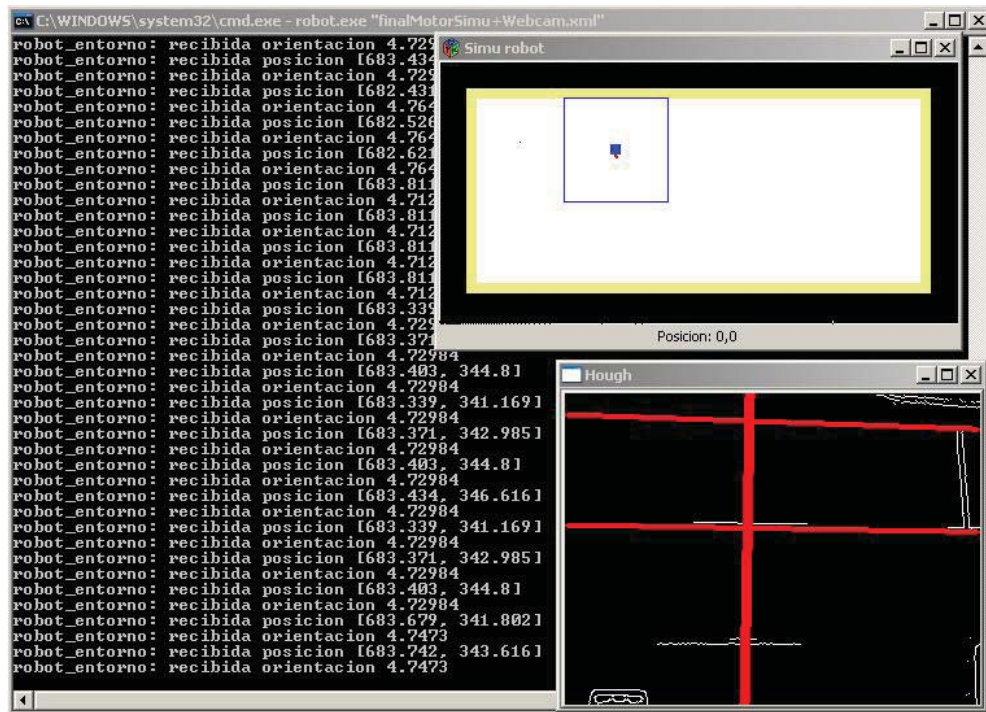 C:\WINDOWS\system32\cmd.exe - robot.exe "finalMotorSimu+Webcam.xml"
robot_entorno: recibida orientacion 4.729
robot_entorno: recibida posicion [683.434
robot_entorno: recibida orientacion 4.729
robot_entorno: recibida posicion [682.431
robot_entorno: recibida orientacion 4.764
robot_entorno: recibida posicion [682.526
robot_entorno: recibida orientacion 4.764
robot_entorno: recibida posicion [682.621
robot_entorno: recibida orientacion 4.764
robot_entorno: recibida posicion [683.811
robot_entorno: recibida orientacion 4.712
robot_entorno: recibida posicion [683.811
robot_entorno: recibida orientacion 4.712
robot_entorno: recibida posicion [683.811
robot_entorno: recibida orientacion 4.712
robot_entorno: recibida posicion [683.811
robot_entorno: recibida orientacion 4.712
robot_entorno: recibida posicion [683.339
robot_entorno: recibida orientacion 4.729
robot_entorno: recibida posicion [683.371
robot_entorno: recibida orientacion 4.72984
robot_entorno: recibida posicion [683.403, 344.8]
robot_entorno: recibida orientacion 4.72984
robot_entorno: recibida posicion [683.339, 341.169]
robot_entorno: recibida orientacion 4.72984
robot_entorno: recibida posicion [683.371, 342.985]
robot_entorno: recibida orientacion 4.72984
robot_entorno: recibida posicion [683.403, 344.8]
robot_entorno: recibida orientacion 4.72984
robot_entorno: recibida posicion [683.434, 346.616]
robot_entorno: recibida orientacion 4.72984
robot_entorno: recibida posicion [683.339, 341.169]
robot_entorno: recibida orientacion 4.72984
robot_entorno: recibida posicion [683.371, 342.985]
robot_entorno: recibida orientacion 4.72984
robot_entorno: recibida posicion [683.403, 344.8]
robot_entorno: recibida orientacion 4.72984
robot_entorno: recibida posicion [683.679, 341.802]
robot_entorno: recibida orientacion 4.7473
robot_entorno: recibida posicion [683.742, 343.616]
robot_entorno: recibida orientacion 4.7473
Simu robot
Posicion: 0,0
Hough